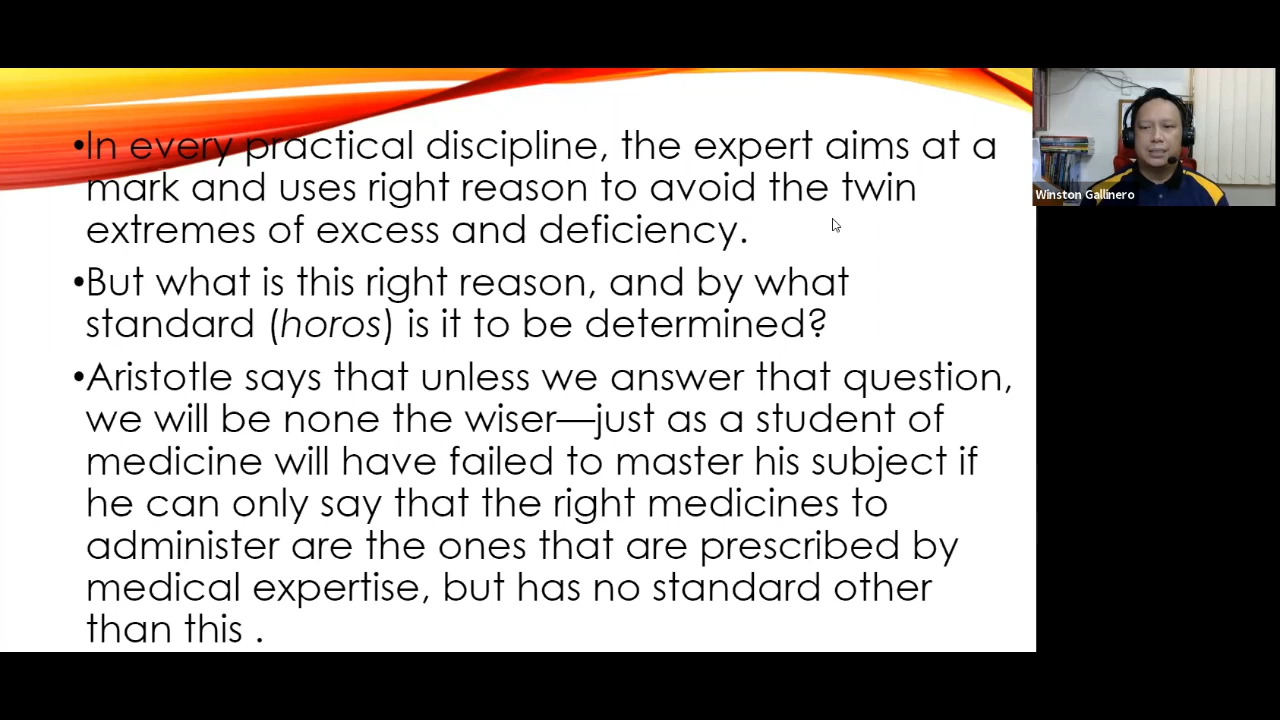 •In every practical discipline, the expert aims at a
mark and uses right reason to avoid the twin
extremes of excess and deficiency.
•But what is this right reason, and by what
standard (horos) is it to be determined?
•Aristotle says that unless we answer that question,
we will be none the wiser—just as a student of
medicine will have failed to master his subject if
he can only say that the right medicines to
administer are the ones that are prescribed by
medical expertise, but has no standard other
than this .
Winston Gallinero